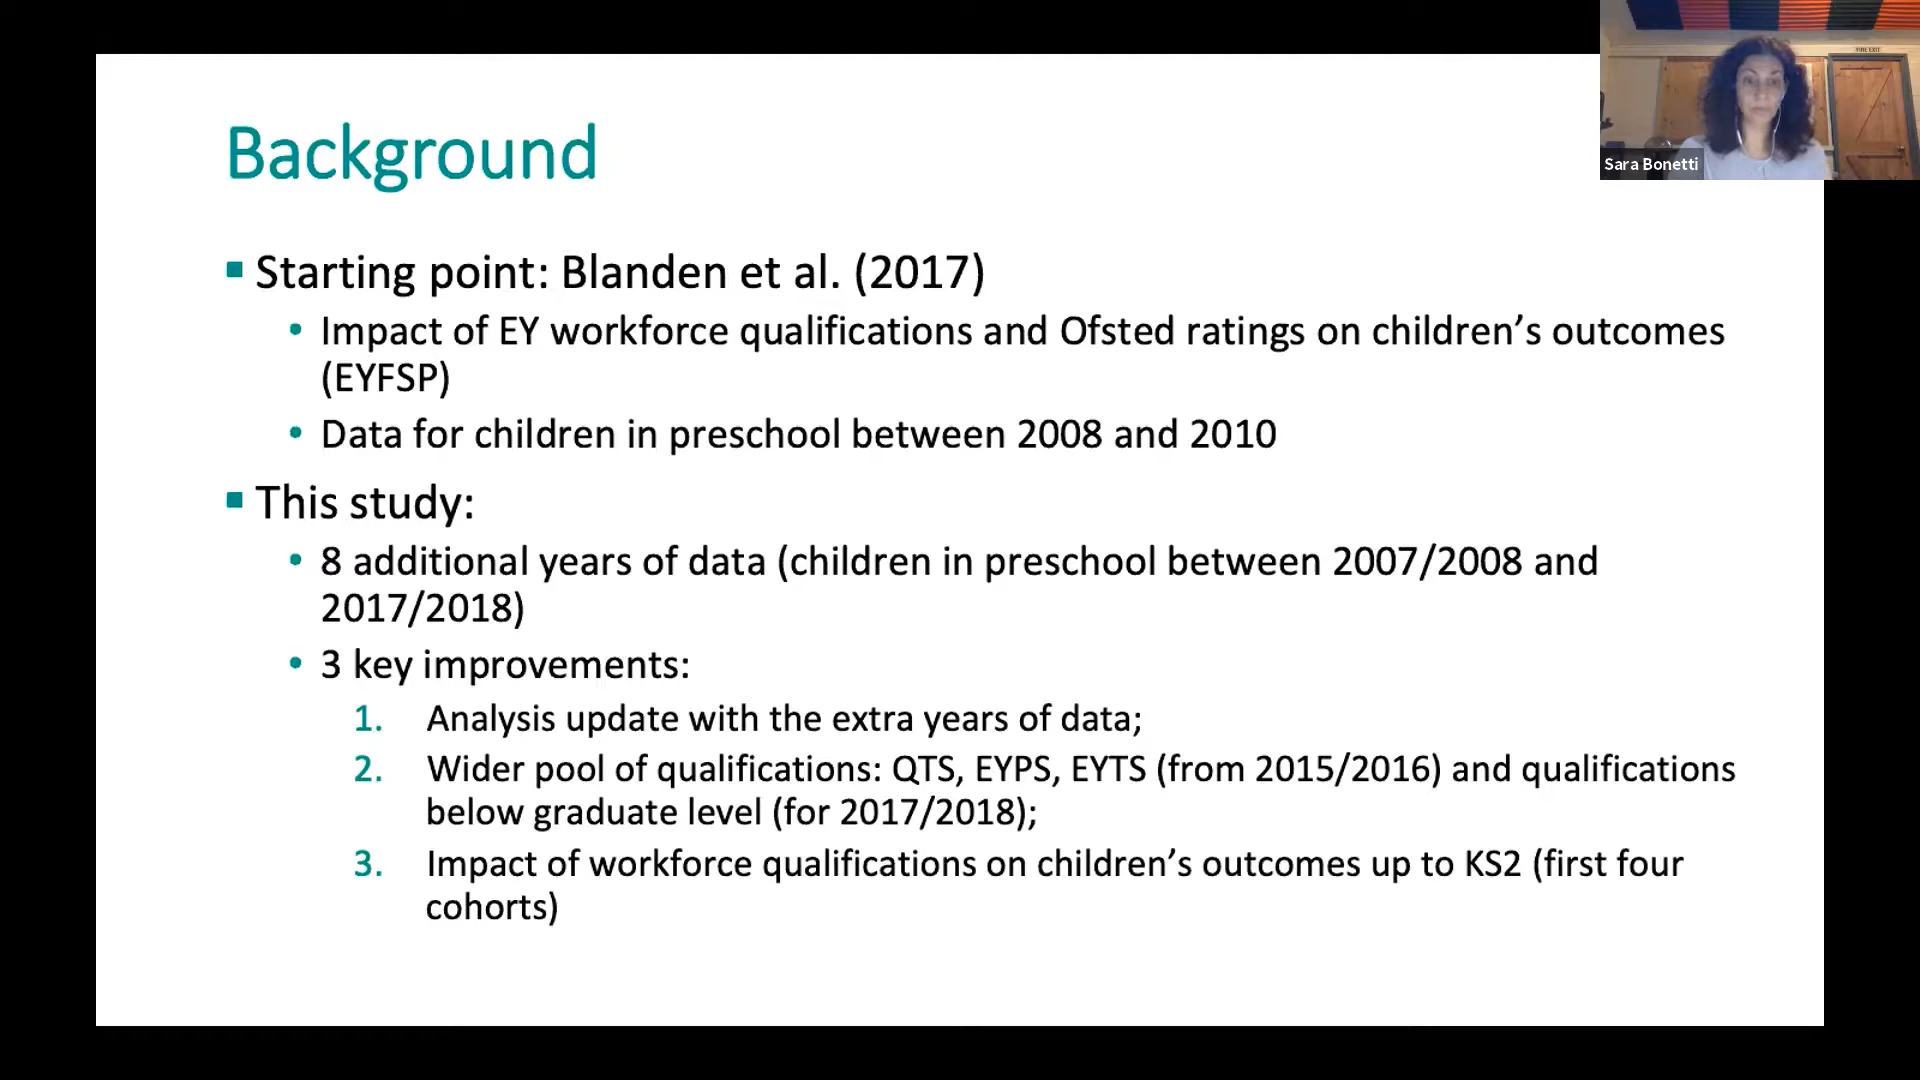 FIRE EXIT
Sara Bonetti
Background
Starting point: Blanden et al. (2017)
Impact of EY workforce qualifications and Ofsted ratings on children’s outcomes
(EYFSP)
Data for children in preschool between 2008 and 2010
This study:
8 additional years of data (children in preschool between 2007/2008 and
2017/2018)
3 key improvements:
1. Analysis update with the extra years of data;
2. Wider pool of qualifications: QTS, EYPS, EYTS (from 2015/2016) and qualifications
below graduate level (for 2017/2018);
3. Impact of workforce qualifications on children’s outcomes up to KS2 (first four
cohorts)